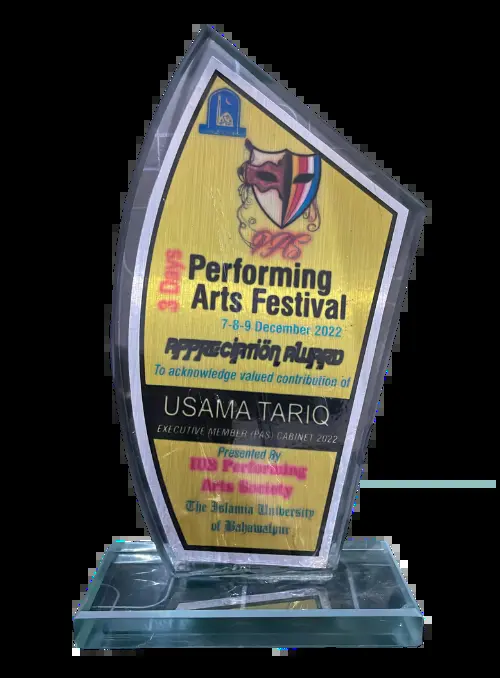 PAS
3 Days
Performing
Arts Festival
7-8-9 December 2022
Appreciation Award
To acknowledge valued contribution of
USAMA TARIQ
EXECUTIVE MEMBER (PAS) CABINET 2022
Presented By
IUB Performing
Arts Society
The Islamia University
of Bahawalpur